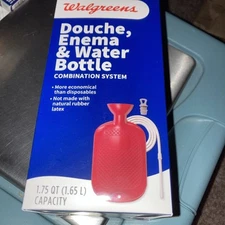 Walgreens
Douche,
Enema
& Water
Bottle
COMBINATION SYSTEM
• More economical
than disposables
• Not made with
natural rubber
latex
1.75 QT (1.65 L)
CAPACITY